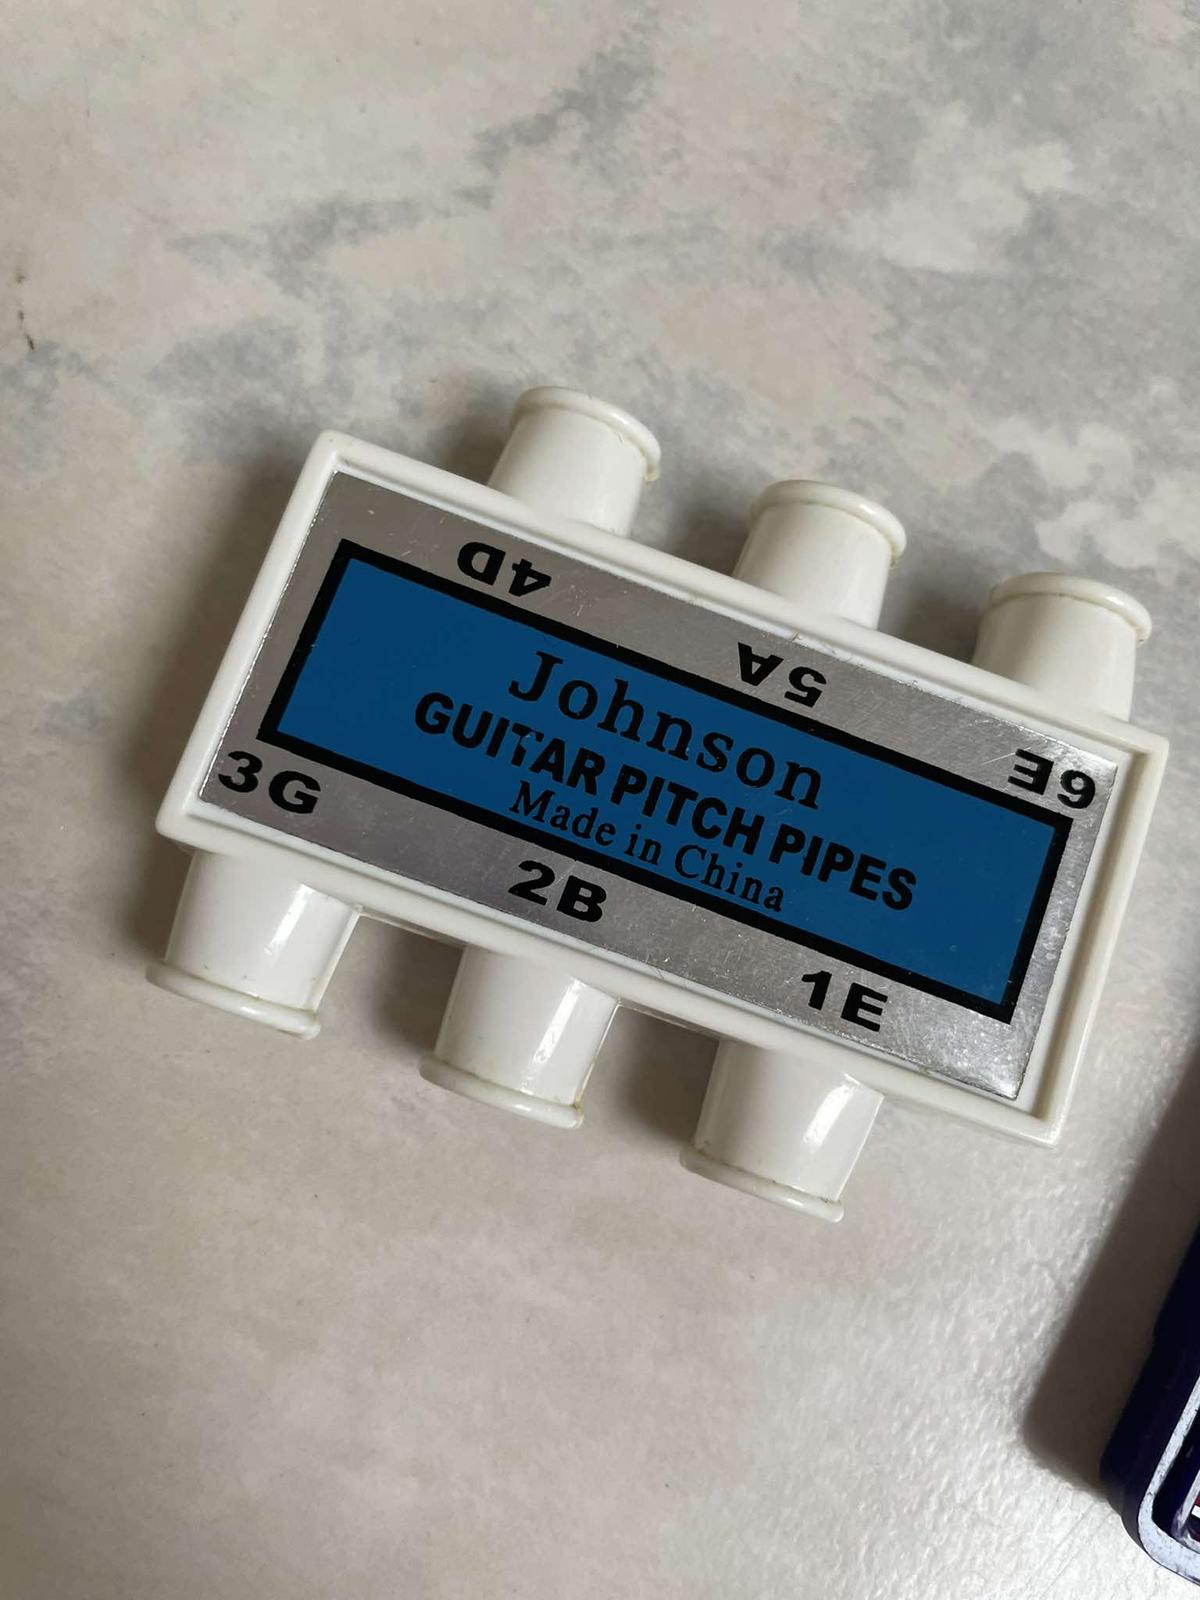 4D
5A
6E
Johnson
GUITAR PITCH PIPES
Made in China
3G
2B
1E